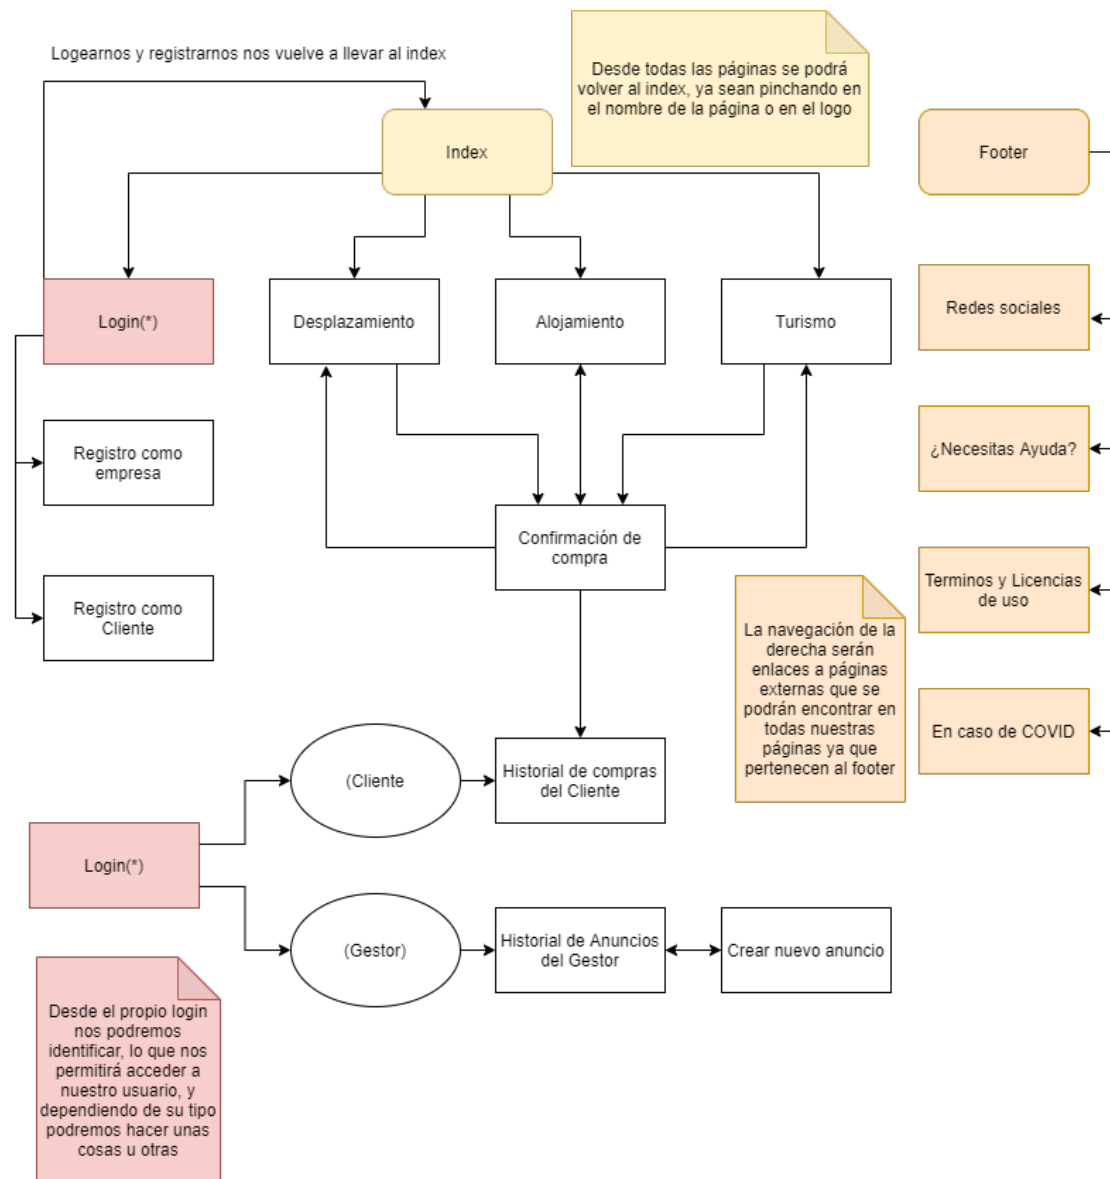 Logearnos y registrarnos nos vuelve a llevar al index
Desde todas las páginas se podrá
volver al index, ya sean pinchando en
el nombre de la página o en el logo
Index
Footer
Login(*)
Desplazamiento
Alojamiento
Turismo
Redes sociales
Registro como
empresa
¿Necesitas Ayuda?
Confirmación de
compra
Registro como
Cliente
Terminos y Licencias
de uso
La navegación de la
derecha serán
enlaces a páginas
externas que se
podrán encontrar en
todas nuestras
páginas ya que
pertenecen al footer
En caso de COVID
(Cliente
Historial de compras
del Cliente
Login(*)
(Gestor)
Historial de Anuncios
del Gestor
Crear nuevo anuncio
Desde el propio login
nos podremos
identificar, lo que nos
permitirá acceder a
nuestro usuario, y
dependiendo de su tipo
podremos hacer unas
cosas u otras